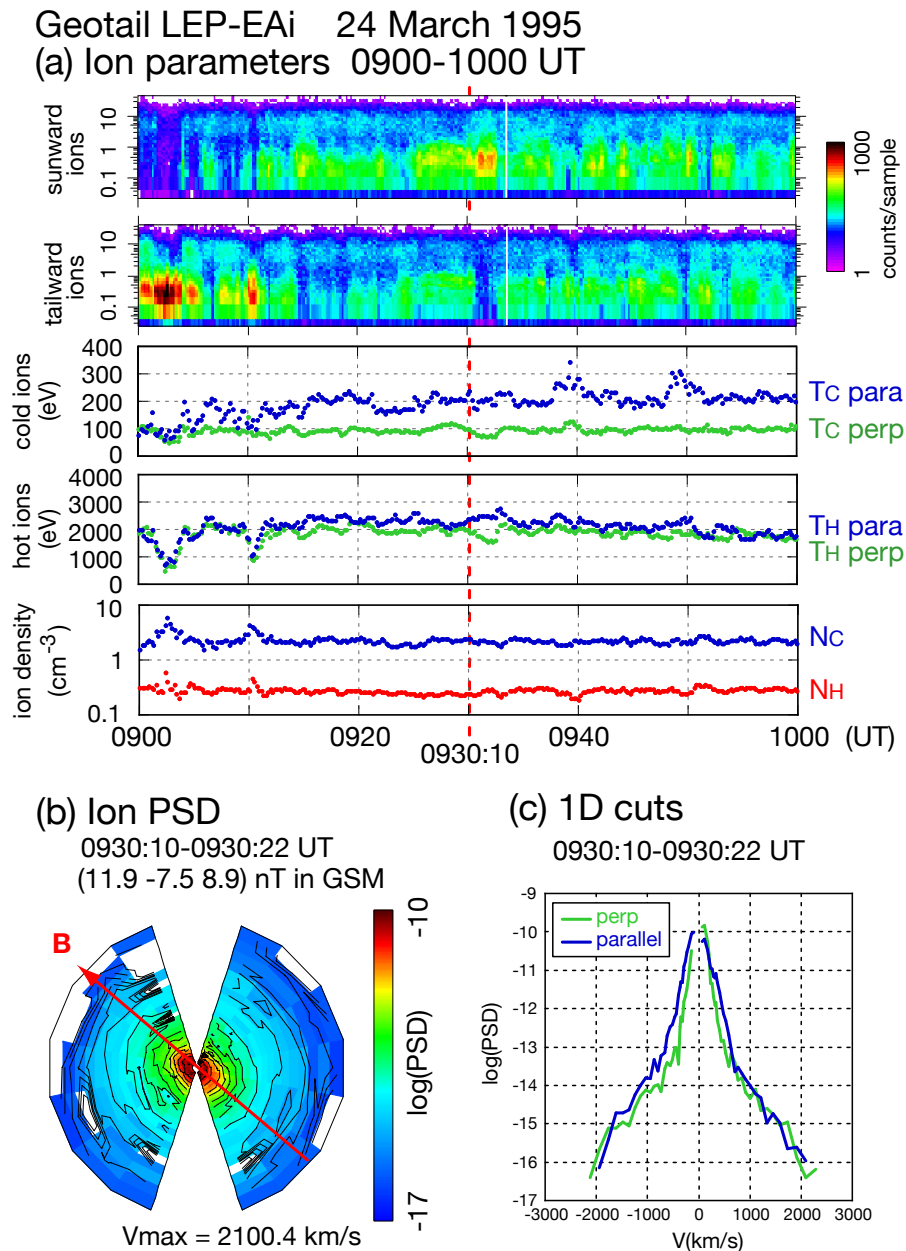 Geotail LEP-EAi 24 March 1995
(a) Ion parameters 0900-1000 UT
sunward ions
10
1
0.1
1000
counts/sample
1
tailward ions
10
1
0.1
cold ions (eV)
400
300
200
100
0
TC para
TC perp
hot ions (eV)
4000
3000
2000
1000
0
TH para
TH perp
ion density (cm-3)
10
1
0.1
NC
NH
0900 0920 0940 1000 (UT)
0930:10
(b) Ion PSD
0930:10-0930:22 UT
(11.9 -7.5 8.9) nT in GSM
B
-10
log(PSD)
-17
Vmax = 2100.4 km/s
(c) 1D cuts
0930:10-0930:22 UT
perp
parallel
log(PSD)
-9
-10
-11
-12
-13
-14
-15
-16
-17
-3000 -2000 -1000 0 1000 2000 3000
V(km/s)